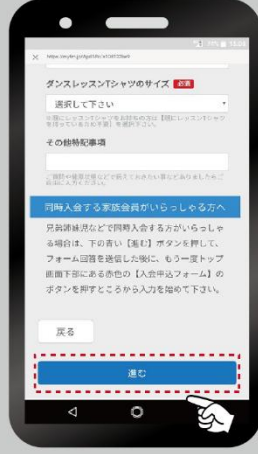 ダンスレッスンTシャツのサイズ 必須
選択して下さい
その他特記事項
同時入会する家族会員がいらっしゃる方へ
兄弟姉妹児などで同時入会する方がいらっしゃ
る場合は、下の青い【進む】ボタンを押して、
フォーム回答を送信した後に、もう一度トップ
画面下部にある赤色の【入会申込フォーム】の
ボタンを押すところから入力を始めて下さい。
戻る
進む